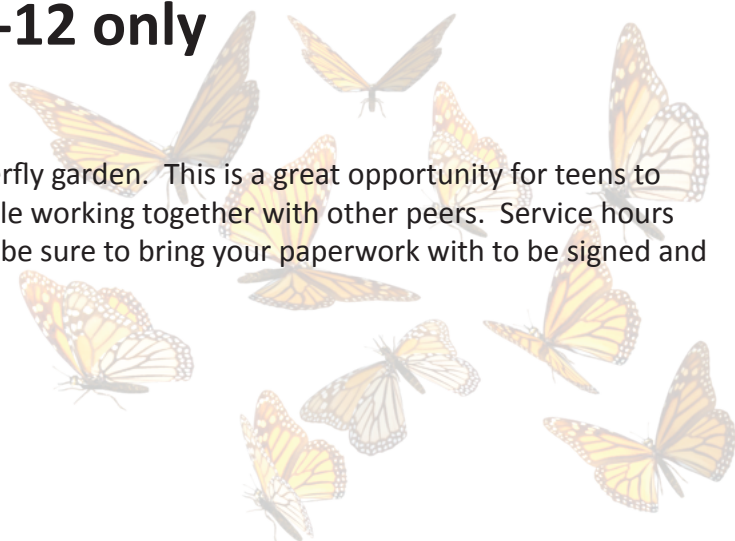 -12 only
rfly garden.  This is a great opportunity for teens to
le working together with other peers.  Service hours
be sure to bring your paperwork with to be signed and